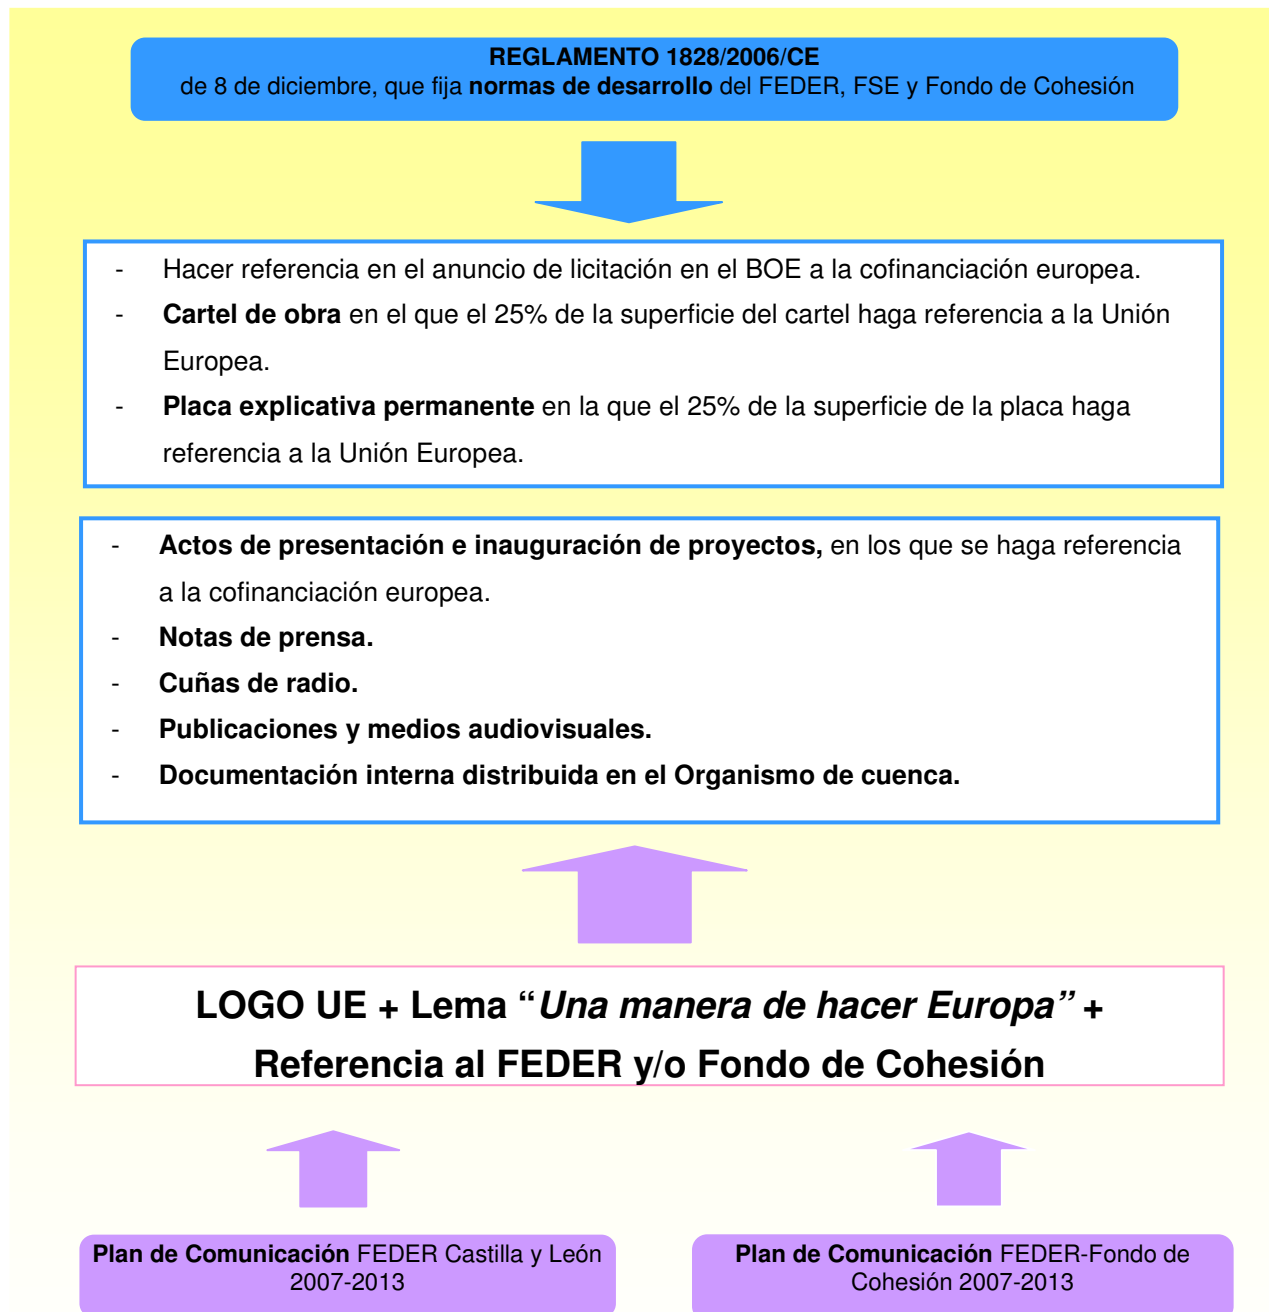 REGLAMENTO 1828/2006/CE
de 8 de diciembre, que fija normas de desarrollo del FEDER, FSE y Fondo de Cohesión
- Hacer referencia en el anuncio de licitación en el BOE a la cofinanciación europea.
- Cartel de obra en el que el 25% de la superficie del cartel haga referencia a la Unión
Europea.
- Placa explicativa permanente en la que el 25% de la superficie de la placa haga
referencia a la Unión Europea.
- Actos de presentación e inauguración de proyectos, en los que se haga referencia
a la cofinanciación europea.
- Notas de prensa.
- Cuñas de radio.
- Publicaciones y medios audiovisuales.
- Documentación interna distribuida en el Organismo de cuenca.
LOGO UE + Lema “Una manera de hacer Europa” +
Referencia al FEDER y/o Fondo de Cohesión
Plan de Comunicación FEDER Castilla y León
2007-2013
Plan de Comunicación FEDER-Fondo de
Cohesión 2007-2013